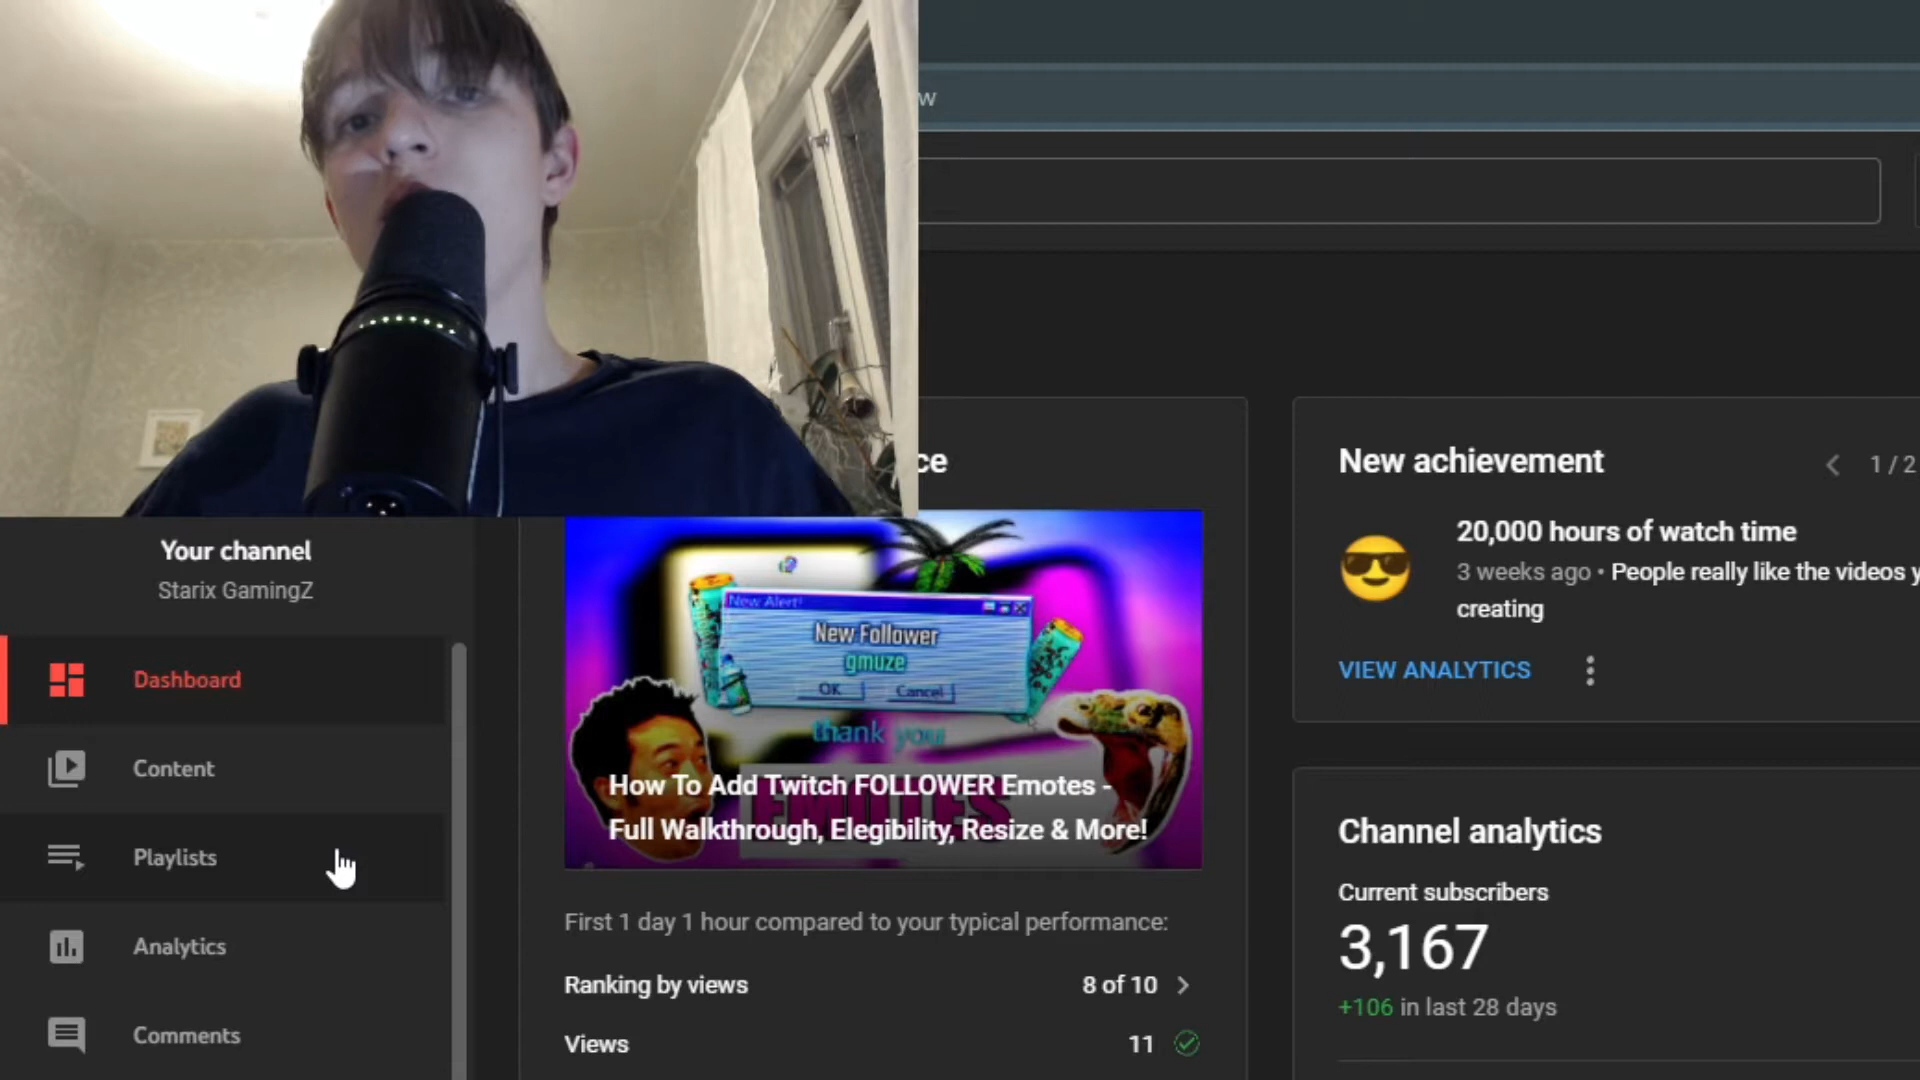 w
ce
New achievement
1 / 2
20,000 hours of watch time
3 weeks ago • People really like the videos y
creating
VIEW ANALYTICS
Your channel
Starix GamingZ
Dashboard
Content
Playlists
Analytics
Comments
New Alert!
New Follower
gmuze
OK Cancel
thank you
EMOTES
How To Add Twitch FOLLOWER Emotes -
Full Walkthrough, Elegibility, Resize & More!
First 1 day 1 hour compared to your typical performance:
Ranking by views 8 of 10
Views 11
Channel analytics
Current subscribers
3,167
+106 in last 28 days